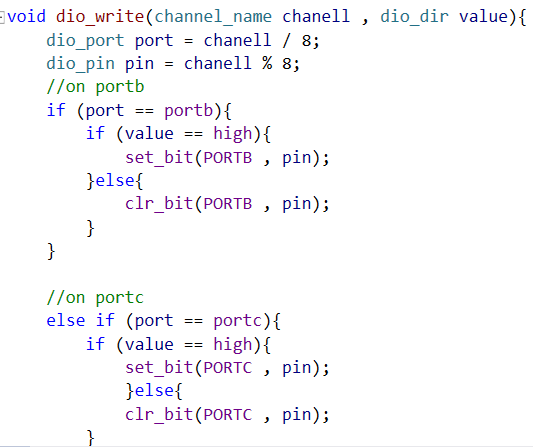 void dio_write(channel_name chanell , dio_dir value){
    dio_port port = chanell / 8;
    dio_pin pin = chanell % 8;
    //on portb
    if (port == portb){
        if (value == high){
            set_bit(PORTB , pin);
        }else{
            clr_bit(PORTB , pin);
        }
    }

    //on portc
    else if (port == portc){
        if (value == high){
            set_bit(PORTC , pin);
            }else{
            clr_bit(PORTC , pin);
        }